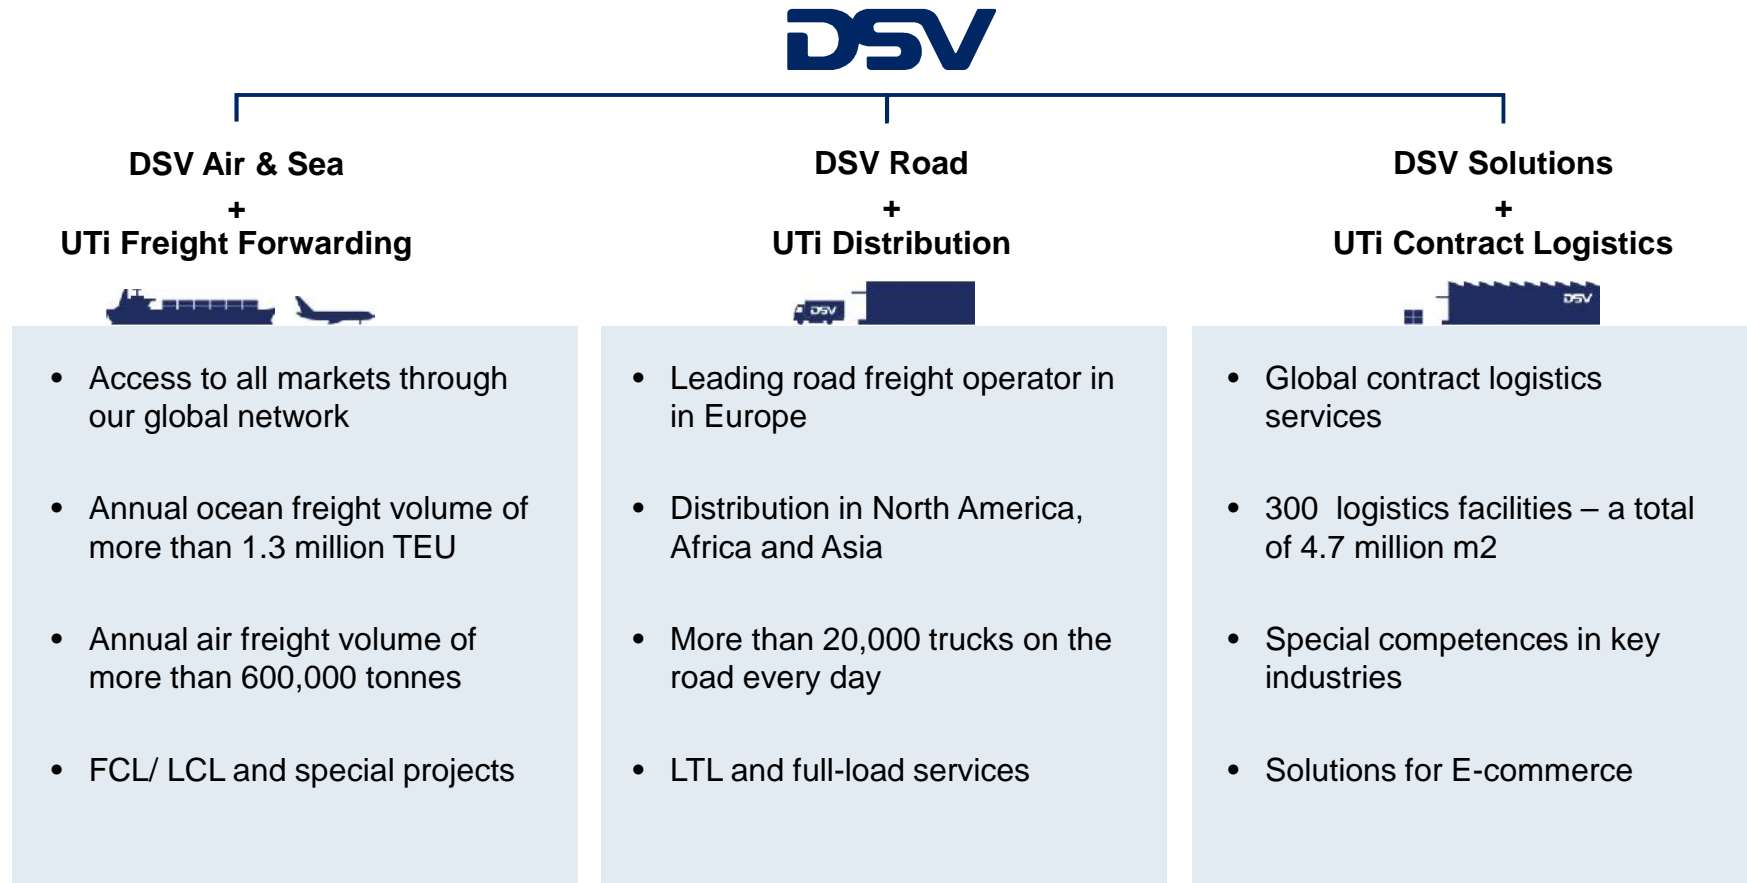 DSV
DSV Air & Sea
+
UTi Freight Forwarding
• Access to all markets through
our global network
• Annual ocean freight volume of
more than 1.3 million TEU
• Annual air freight volume of
more than 600,000 tonnes
• FCL/ LCL and special projects
DSV Road
+
UTi Distribution
DSV
• Leading road freight operator in
in Europe
• Distribution in North America,
Africa and Asia
• More than 20,000 trucks on the
road every day
• LTL and full-load services
DSV Solutions
+
UTi Contract Logistics
DSV
• Global contract logistics
services
• 300  logistics facilities – a total
of 4.7 million m2
• Special competences in key
industries
• Solutions for E-commerce